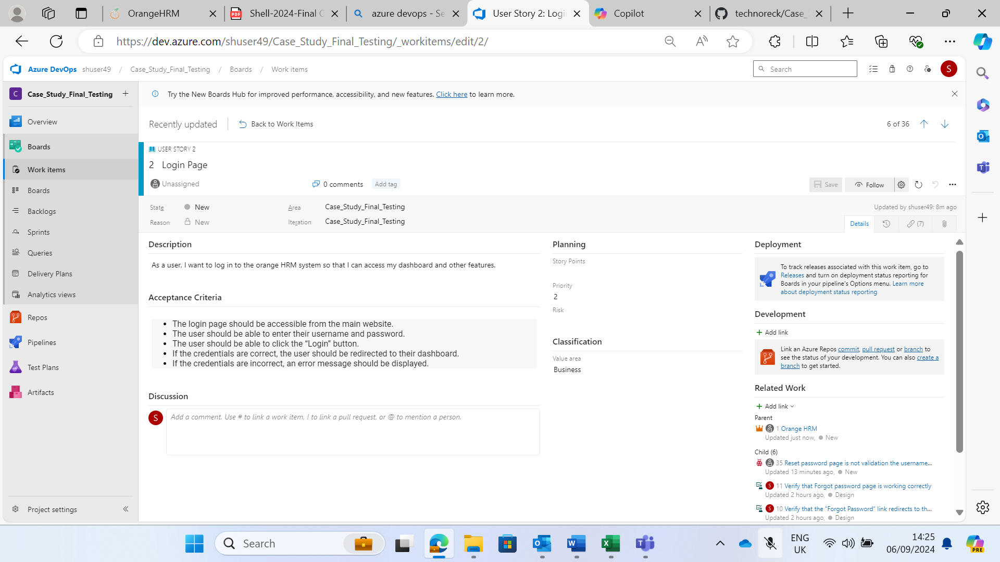 OrangeHRM
Shell-2024-Final C
azure devops - Se
User Story 2: Logi
Copilot
technoreck/Case_
https://dev.azure.com/shuser49/Case_Study_Final_Testing/_workitems/edit/2/
Azure DevOps shuser49 / Case_Study_Final_Testing / Boards / Work items
Search
S
C Case_Study_Final_Testing
Try the New Boards Hub for improved performance, accessibility, and new features. Click here to learn more.
Overview
Boards
Work items
Boards
Backlogs
Sprints
Queries
Delivery Plans
Analytics views
Repos
Pipelines
Test Plans
Artifacts
Project settings
Recently updated
Back to Work Items
6 of 36
USER STORY 2
2 Login Page
Unassigned
0 comments
Add tag
Save
Follow
State New
Area Case_Study_Final_Testing
Updated by shuser49: 8m ago
Reason New
Iteration Case_Study_Final_Testing
Details
(7)
Description
As a user, I want to log in to the orange HRM system so that I can access my dashboard and other features.
Acceptance Criteria
• The login page should be accessible from the main website.
• The user should be able to enter their username and password.
• The user should be able to click the “Login” button.
• If the credentials are correct, the user should be redirected to their dashboard.
• If the credentials are incorrect, an error message should be displayed.
Discussion
S
Add a comment. Use # to link a work item, ! to link a pull request, or @ to mention a person.
Planning
Story Points
Priority
2
Risk
Classification
Value area
Business
Deployment
To track releases associated with this work item, go to
Releases and turn on deployment status reporting for
Boards in your pipeline's Options menu. Learn more
about deployment status reporting
Development
Add link
Link an Azure Repos commit, pull request or branch to
see the status of your development. You can also create a
branch to get started.
Related Work
Add link
Parent
1 Orange HRM
Updated just now, New
Child (6)
35 Reset password page is not validation the username...
Updated 13 minutes ago, New
S 11 Verify that Forgot password page is working correctly
Updated 2 hours ago, Design
S 10 Verify that the “Forgot Password” link redirects to th...
Updated 2 hours ago, Design
Search
ENG
UK
14:25
06/09/2024
PRE